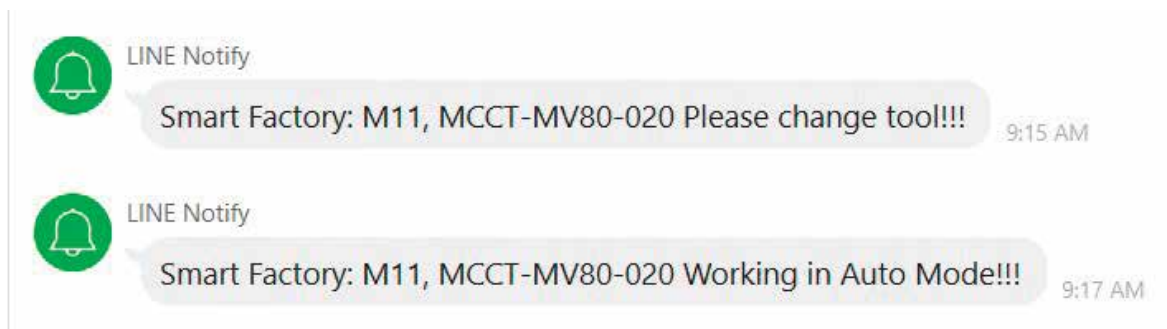 LINE Notify
Smart Factory: M11, MCCT-MV80-020 Please change tool!!!
9:15 AM
LINE Notify
Smart Factory: M11, MCCT-MV80-020 Working in Auto Mode!!!
9:17 AM